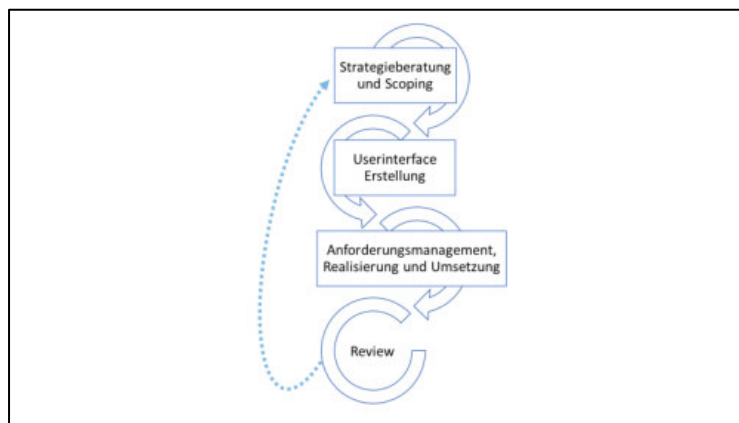 Strategieberatung
und Scoping
Userinterface
Erstellung
Anforderungsmanagement,
Realisierung und Umsetzung
Review